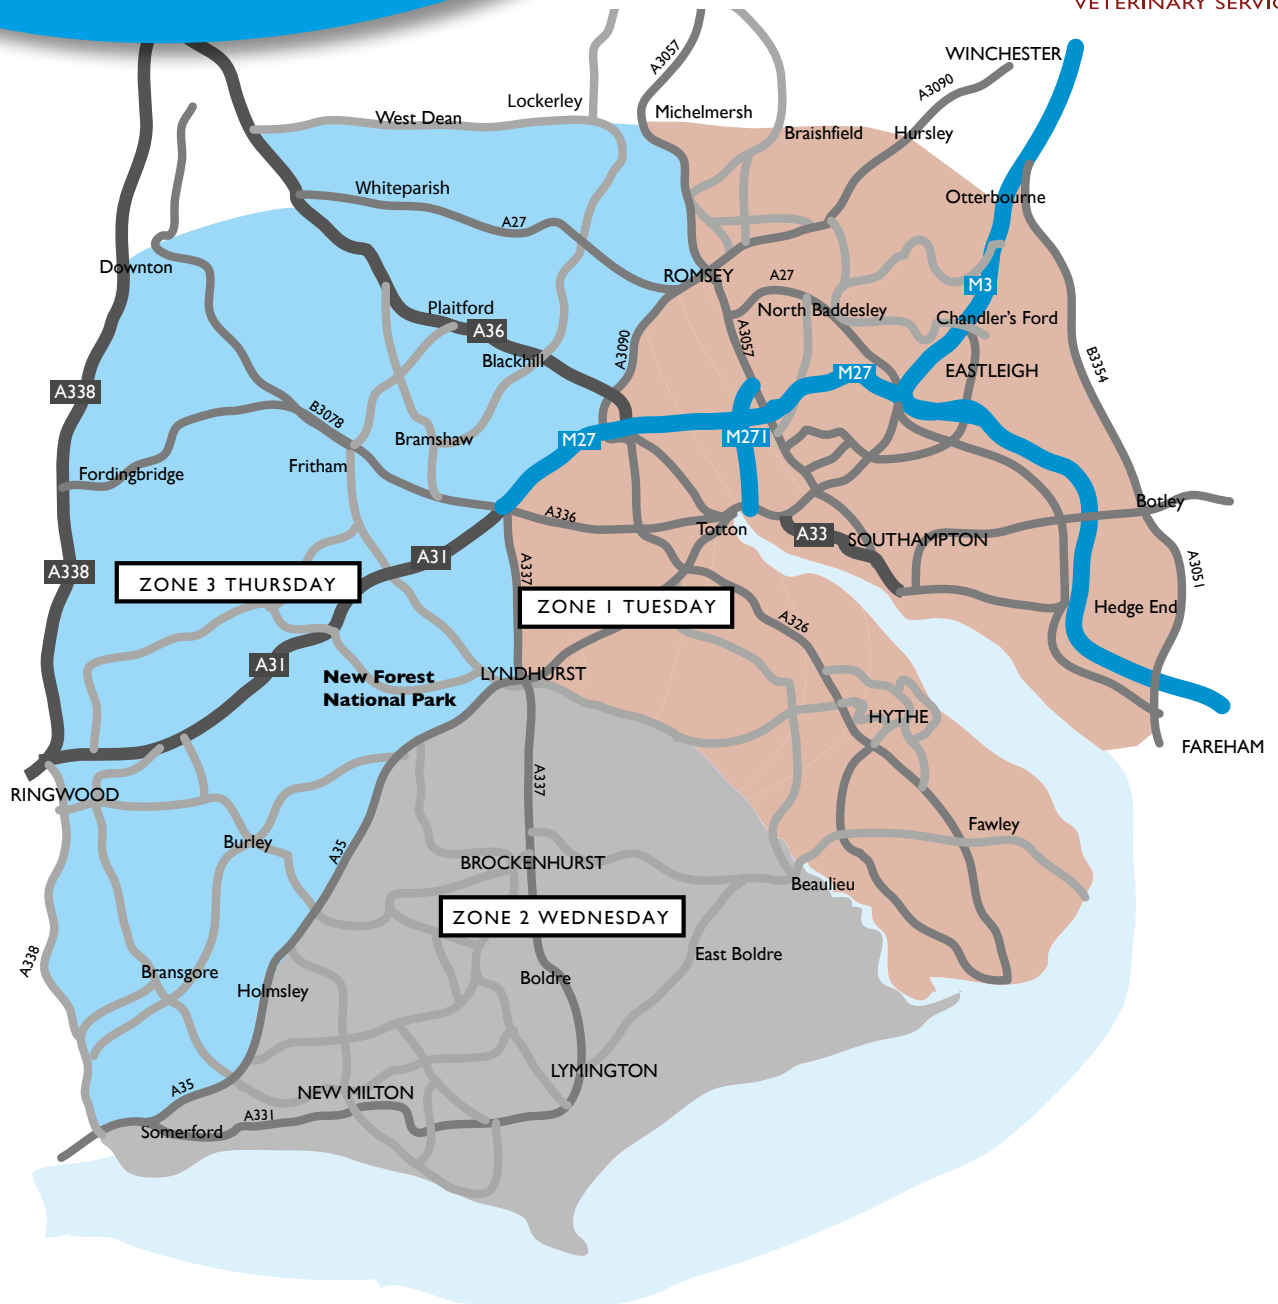 VETERINARY SERVIC
A3057
WINCHESTER
A3090
Lockerley
Michelmersh
West Dean
Braishfield
Hursley
Whiteparish
Otterbourne
A27
Downton
ROMSEY
A27
M3
Plaitford
North Baddesley
Chandler's Ford
A36
A3057
A3090
Blackhill
B3354
M27
EASTLEIGH
A338
B3078
Bramshaw
M27
M271
Fritham
Fordingbridge
Botley
A336
Totton
A33
SOUTHAMPTON
A31
A337
A338
ZONE 3 THURSDAY
A3051
ZONE 1 TUESDAY
Hedge End
A326
A31
New Forest
National Park
LYNDHURST
HYTHE
FAREHAM
A337
RINGWOOD
Fawley
Burley
A35
BROCKENHURST
Beaulieu
ZONE 2 WEDNESDAY
A338
East Boldre
Bransgore
Boldre
Holmsley
LYMINGTON
A35
NEW MILTON
A331
Somerford